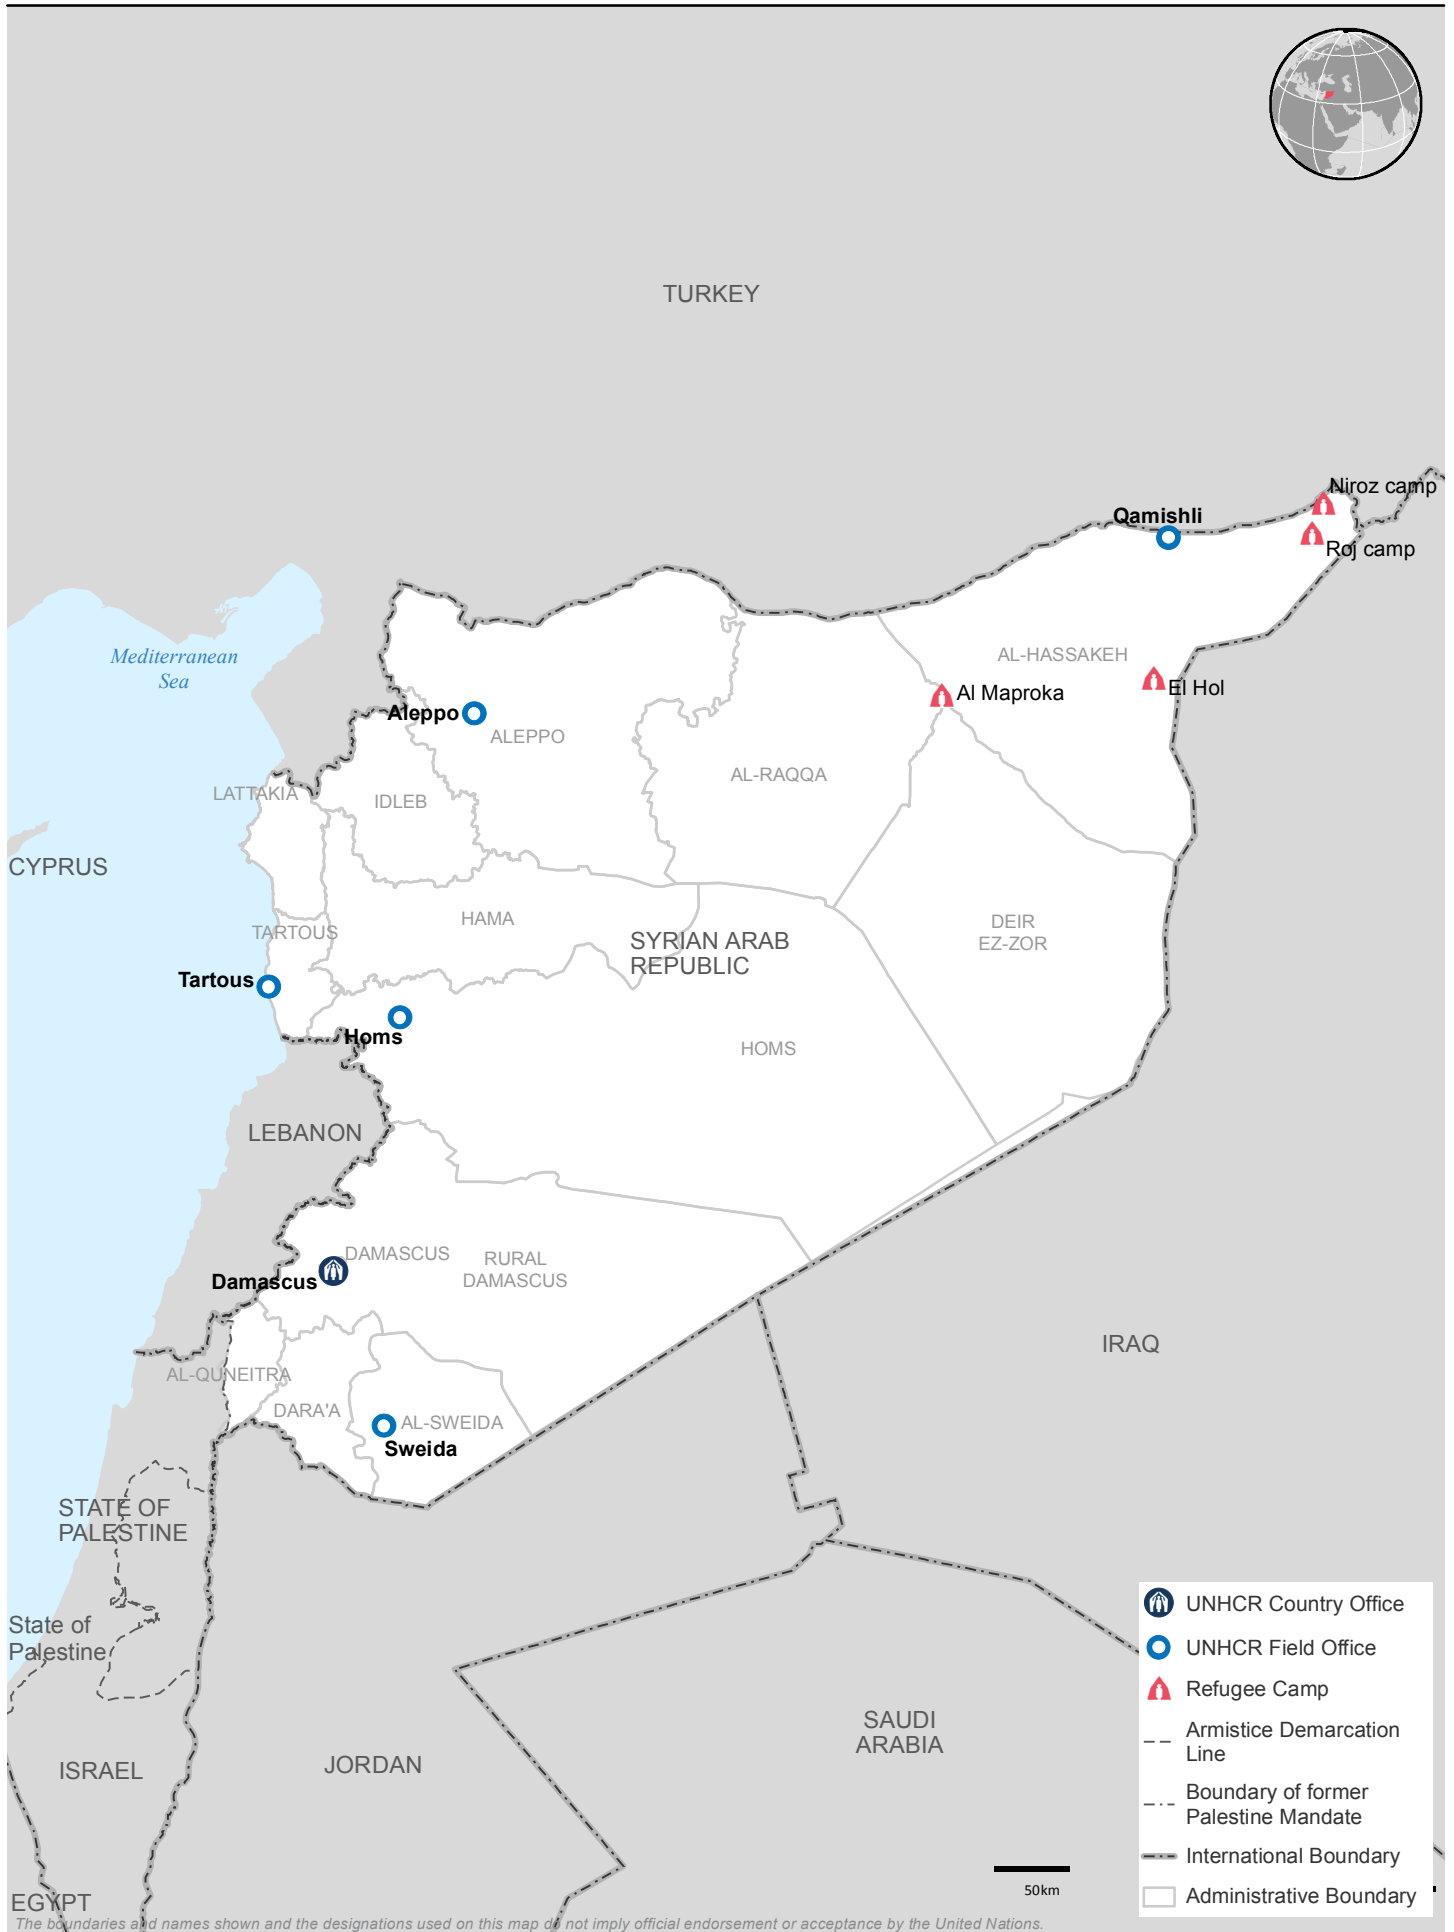 TURKEY
Niroz camp
Qamishli
Roj camp
Mediterranean
Sea
AL-HASSAKEH
El Hol
Al Maproka
Aleppo
ALEPPO
AL-RAQQA
LATTAKIA
IDLEB
CYPRUS
HAMA
DEIR
EZ-ZOR
TARTOUS
SYRIAN ARAB
REPUBLIC
Tartous
Homs
HOMS
LEBANON
DAMASCUS
RURAL
DAMASCUS
Damascus
IRAQ
AL-QUNEITRA
DARA'A
AL-SWEIDA
Sweida
STATE OF
PALESTINE
State of
Palestine
SAUDI
ARABIA
ISRAEL
JORDAN
EGYPT
UNHCR Country Office
UNHCR Field Office
Refugee Camp
Armistice Demarcation
Line
Boundary of former
Palestine Mandate
International Boundary
Administrative Boundary
50km
The boundaries and names shown and the designations used on this map do not imply official endorsement or acceptance by the United Nations.